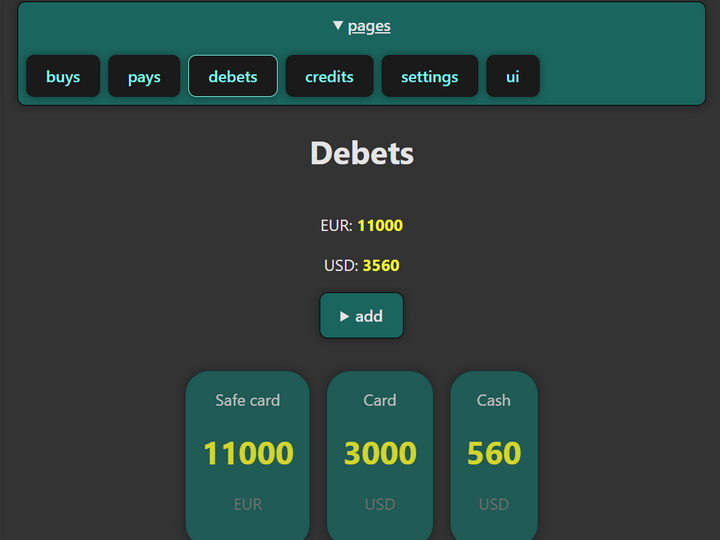 ▼ pages
buys pays debets credits settings ui
Debets
EUR: 11000
USD: 3560
▶ add
Safe card Card Cash
11000 3000 560
EUR USD USD